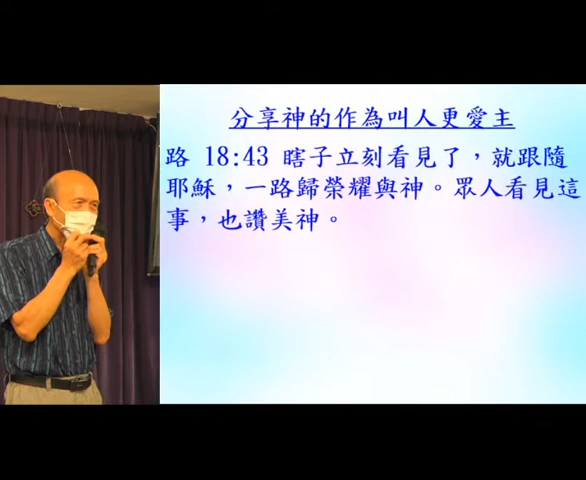 分享神的作為叫人更愛主
路 18:43 瞎子立刻看見了，就跟隨
耶穌，一路歸榮耀與神。眾人看見這
事，也讚美神。